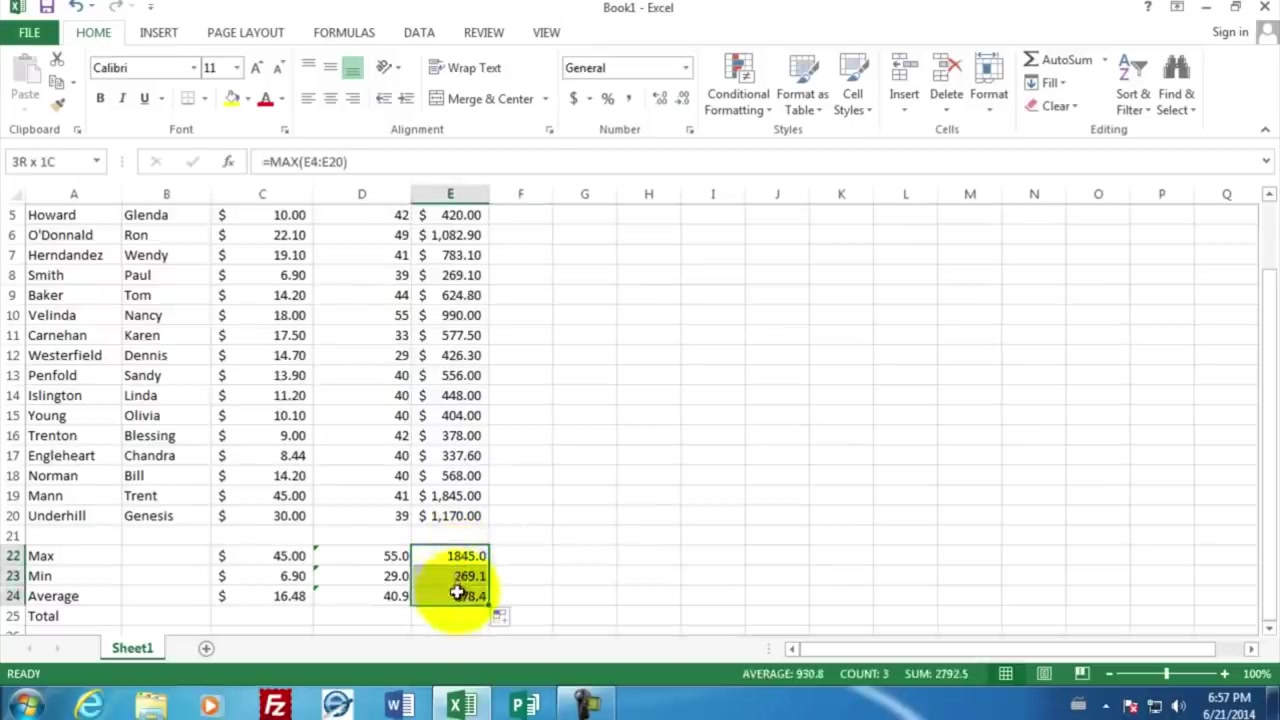 Book1 - Excel
FILE HOME INSERT PAGE LAYOUT FORMULAS DATA REVIEW VIEW Sign in
Calibri 11 Wrap Text General AutoSum
Paste B I U Merge & Center $ % , Conditional Formatting Format as Table Cell Styles Insert Delete Format Fill Clear Sort & Filter Find & Select
Clipboard Font Alignment Number Styles Cells Editing
3R x 1C fx =MAX(E4:E20)
A B C D E F G H I J K L M N O P Q
5 Howard Glenda $ 10.00 42 $ 420.00
6 O'Donnald Ron $ 22.10 49 $ 1,082.90
7 Herndandez Wendy $ 19.10 41 $ 783.10
8 Smith Paul $ 6.90 39 $ 269.10
9 Baker Tom $ 14.20 44 $ 624.80
10 Velinda Nancy $ 18.00 55 $ 990.00
11 Carnehan Karen $ 17.50 33 $ 577.50
12 Westerfield Dennis $ 14.70 29 $ 426.30
13 Penfold Sandy $ 13.90 40 $ 556.00
14 Islington Linda $ 11.20 40 $ 448.00
15 Young Olivia $ 10.10 40 $ 404.00
16 Trenton Blessing $ 9.00 42 $ 378.00
17 Engleheart Chandra $ 8.44 40 $ 337.60
18 Norman Bill $ 14.20 40 $ 568.00
19 Mann Trent $ 45.00 41 $ 1,845.00
20 Underhill Genesis $ 30.00 39 $ 1,170.00
21
22 Max $ 45.00 55.0 1845.0
23 Min $ 6.90 29.0 269.1
24 Average $ 16.48 40.9 78.4
25 Total
Sheet1
READY AVERAGE: 930.8 COUNT: 3 SUM: 2792.5 100%
6:57 PM
6/21/2014